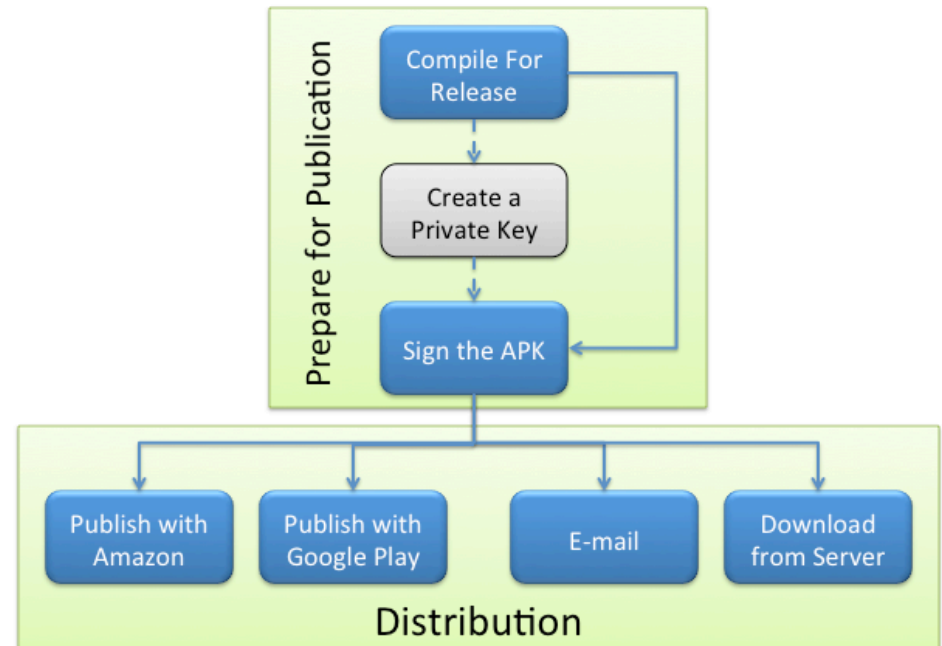 Prepare for Publication
Compile For
Release
Create a
Private Key
Sign the APK
Publish with
Amazon
Publish with
Google Play
E-mail
Download
from Server
Distribution